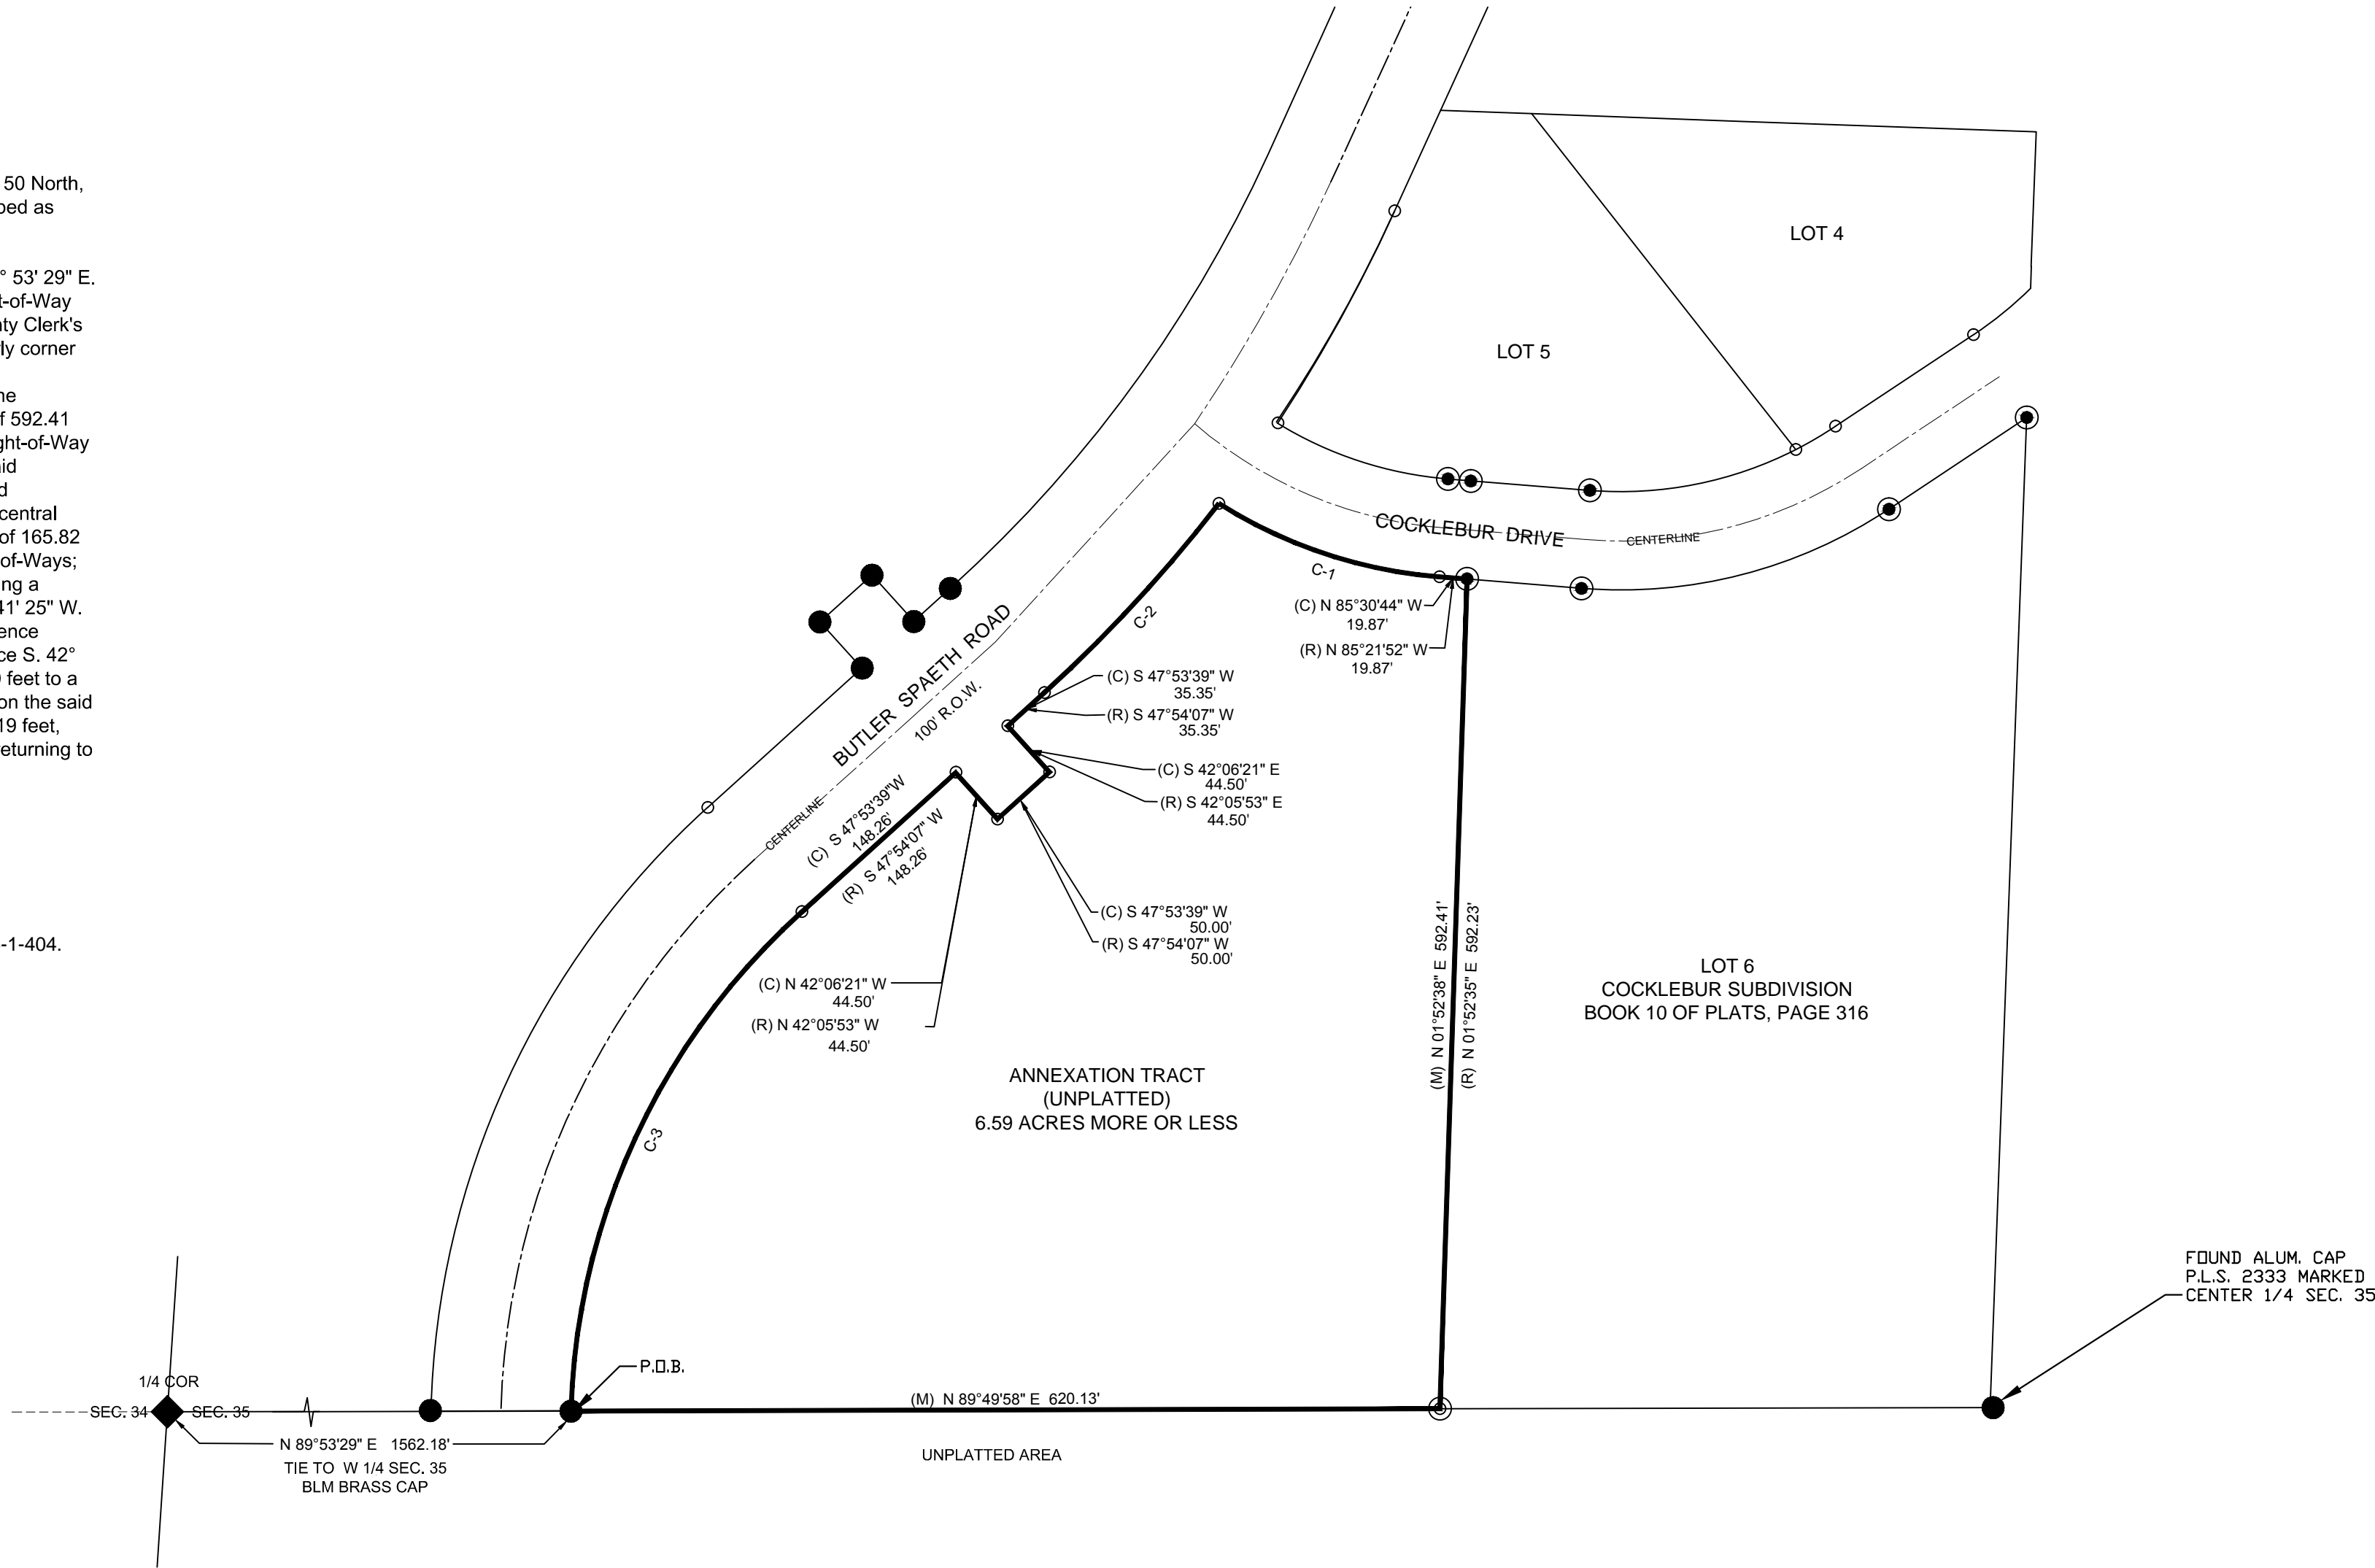 50 North,
bed as
° 53' 29" E.
t-of-Way
nty Clerk's
ly corner
ne
f 592.41
ght-of-Way
aid
d
central
of 165.82
of-Ways;
ng a
41' 25" W.
ence
ce S. 42°
feet to a
on the said
19 feet,
returning to
-1-404.
LOT 4
LOT 5
COCKLEBUR DRIVE
CENTERLINE
C-1
(C) N 85°30'44" W
19.87'
(R) N 85°21'52" W
19.87'
C-2
BUTLER SPAETH ROAD
100' R.O.W.
CENTERLINE
(C) S 47°53'39" W
35.35'
(R) S 47°54'07" W
35.35'
(C) S 42°06'21" E
44.50'
(R) S 42°05'53" E
44.50'
(C) S 47°53'39"W
148.26'
(R) S 47°54'07" W
148.26'
(C) S 47°53'39" W
50.00'
(R) S 47°54'07" W
50.00'
(C) N 42°06'21" W
44.50'
(R) N 42°05'53" W
44.50'
(M) N 01°52'38" E 592.41'
(R) N 01°52'35" E 592.23'
LOT 6
COCKLEBUR SUBDIVISION
BOOK 10 OF PLATS, PAGE 316
ANNEXATION TRACT
(UNPLATTED)
6.59 ACRES MORE OR LESS
C-3
FOUND ALUM. CAP
P.L.S. 2333 MARKED
CENTER 1/4 SEC. 35
P.O.B.
1/4 COR
SEC. 34
SEC. 35
(M) N 89°49'58" E 620.13'
N 89°53'29" E 1562.18'
TIE TO W 1/4 SEC. 35
BLM BRASS CAP
UNPLATTED AREA